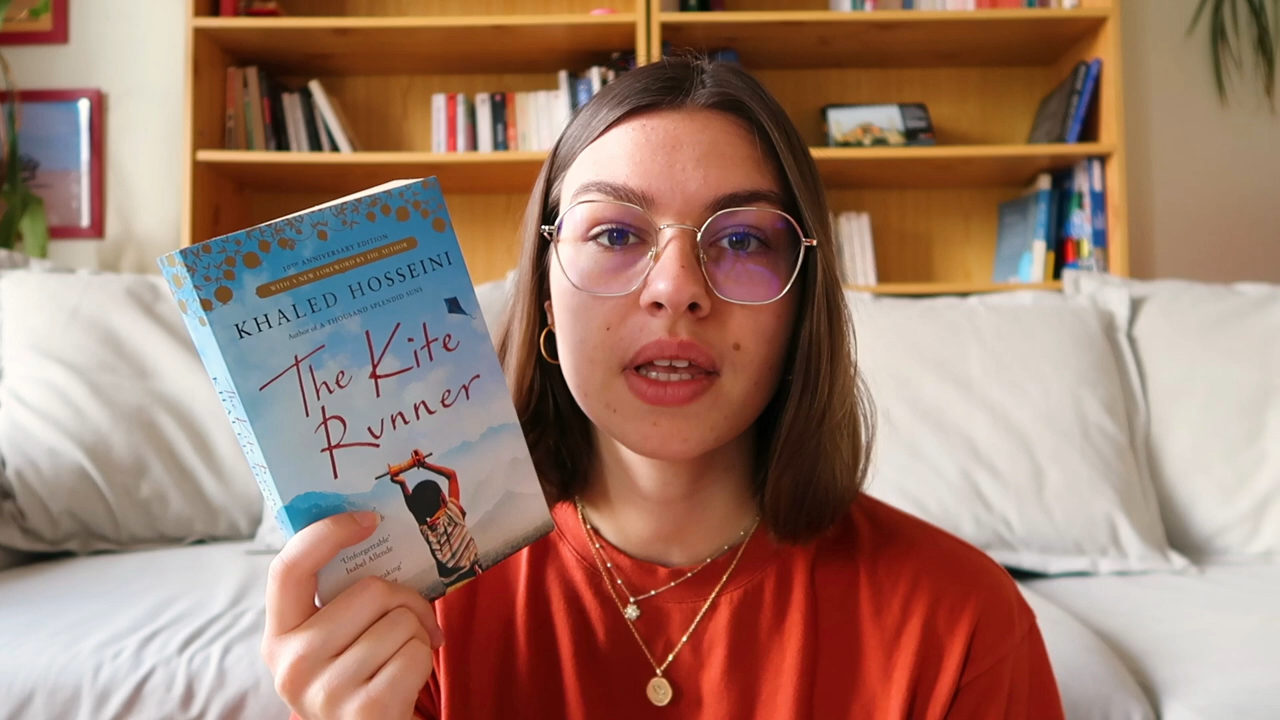 10TH ANNIVERSARY EDITION
WITH A NEW FOREWORD BY THE AUTHOR
KHALED HOSSEINI
Author of A THOUSAND SPLENDID SUNS
The Kite
Runner
'Unforgettable'
Isabel Allende